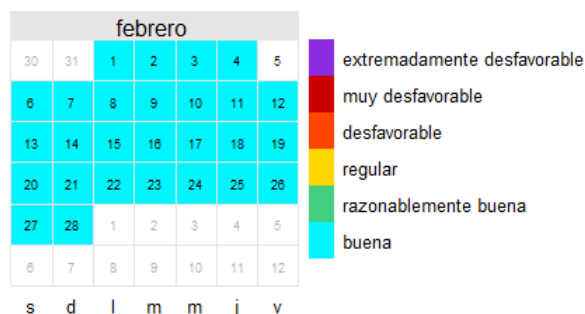 febrero
30 31 1 2 3 4 5
6 7 8 9 10 11 12
13 14 15 16 17 18 19
20 21 22 23 24 25 26
27 28 1 2 3 4 5
6 7 8 9 10 11 12
s d l m m j v
extremadamente desfavorable
muy desfavorable
desfavorable
regular
razonablemente buena
buena